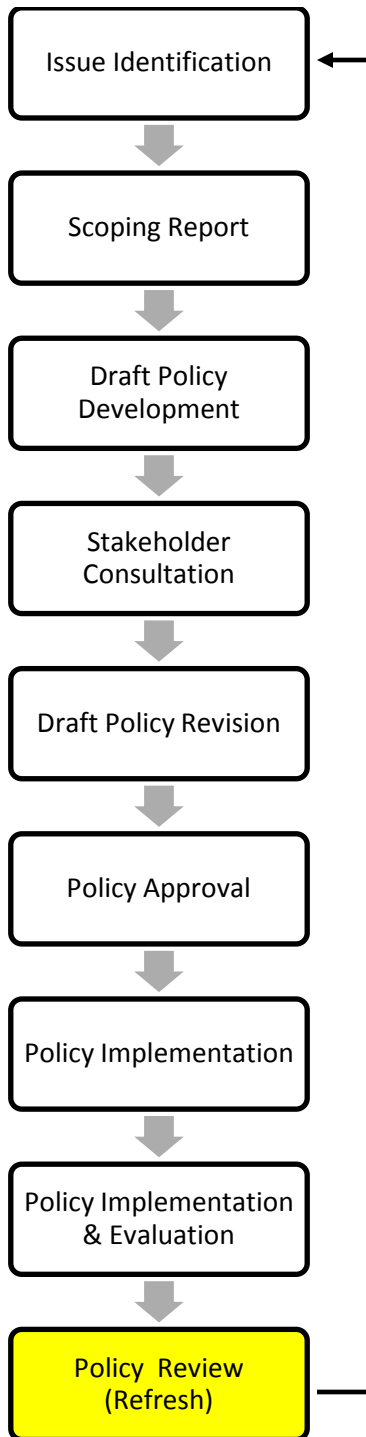 Issue Identification
Scoping Report
Draft Policy
Development
Stakeholder
Consultation
Draft Policy Revision
Policy Approval
Policy Implementation
Policy Implementation
& Evaluation
Policy  Review
(Refresh)